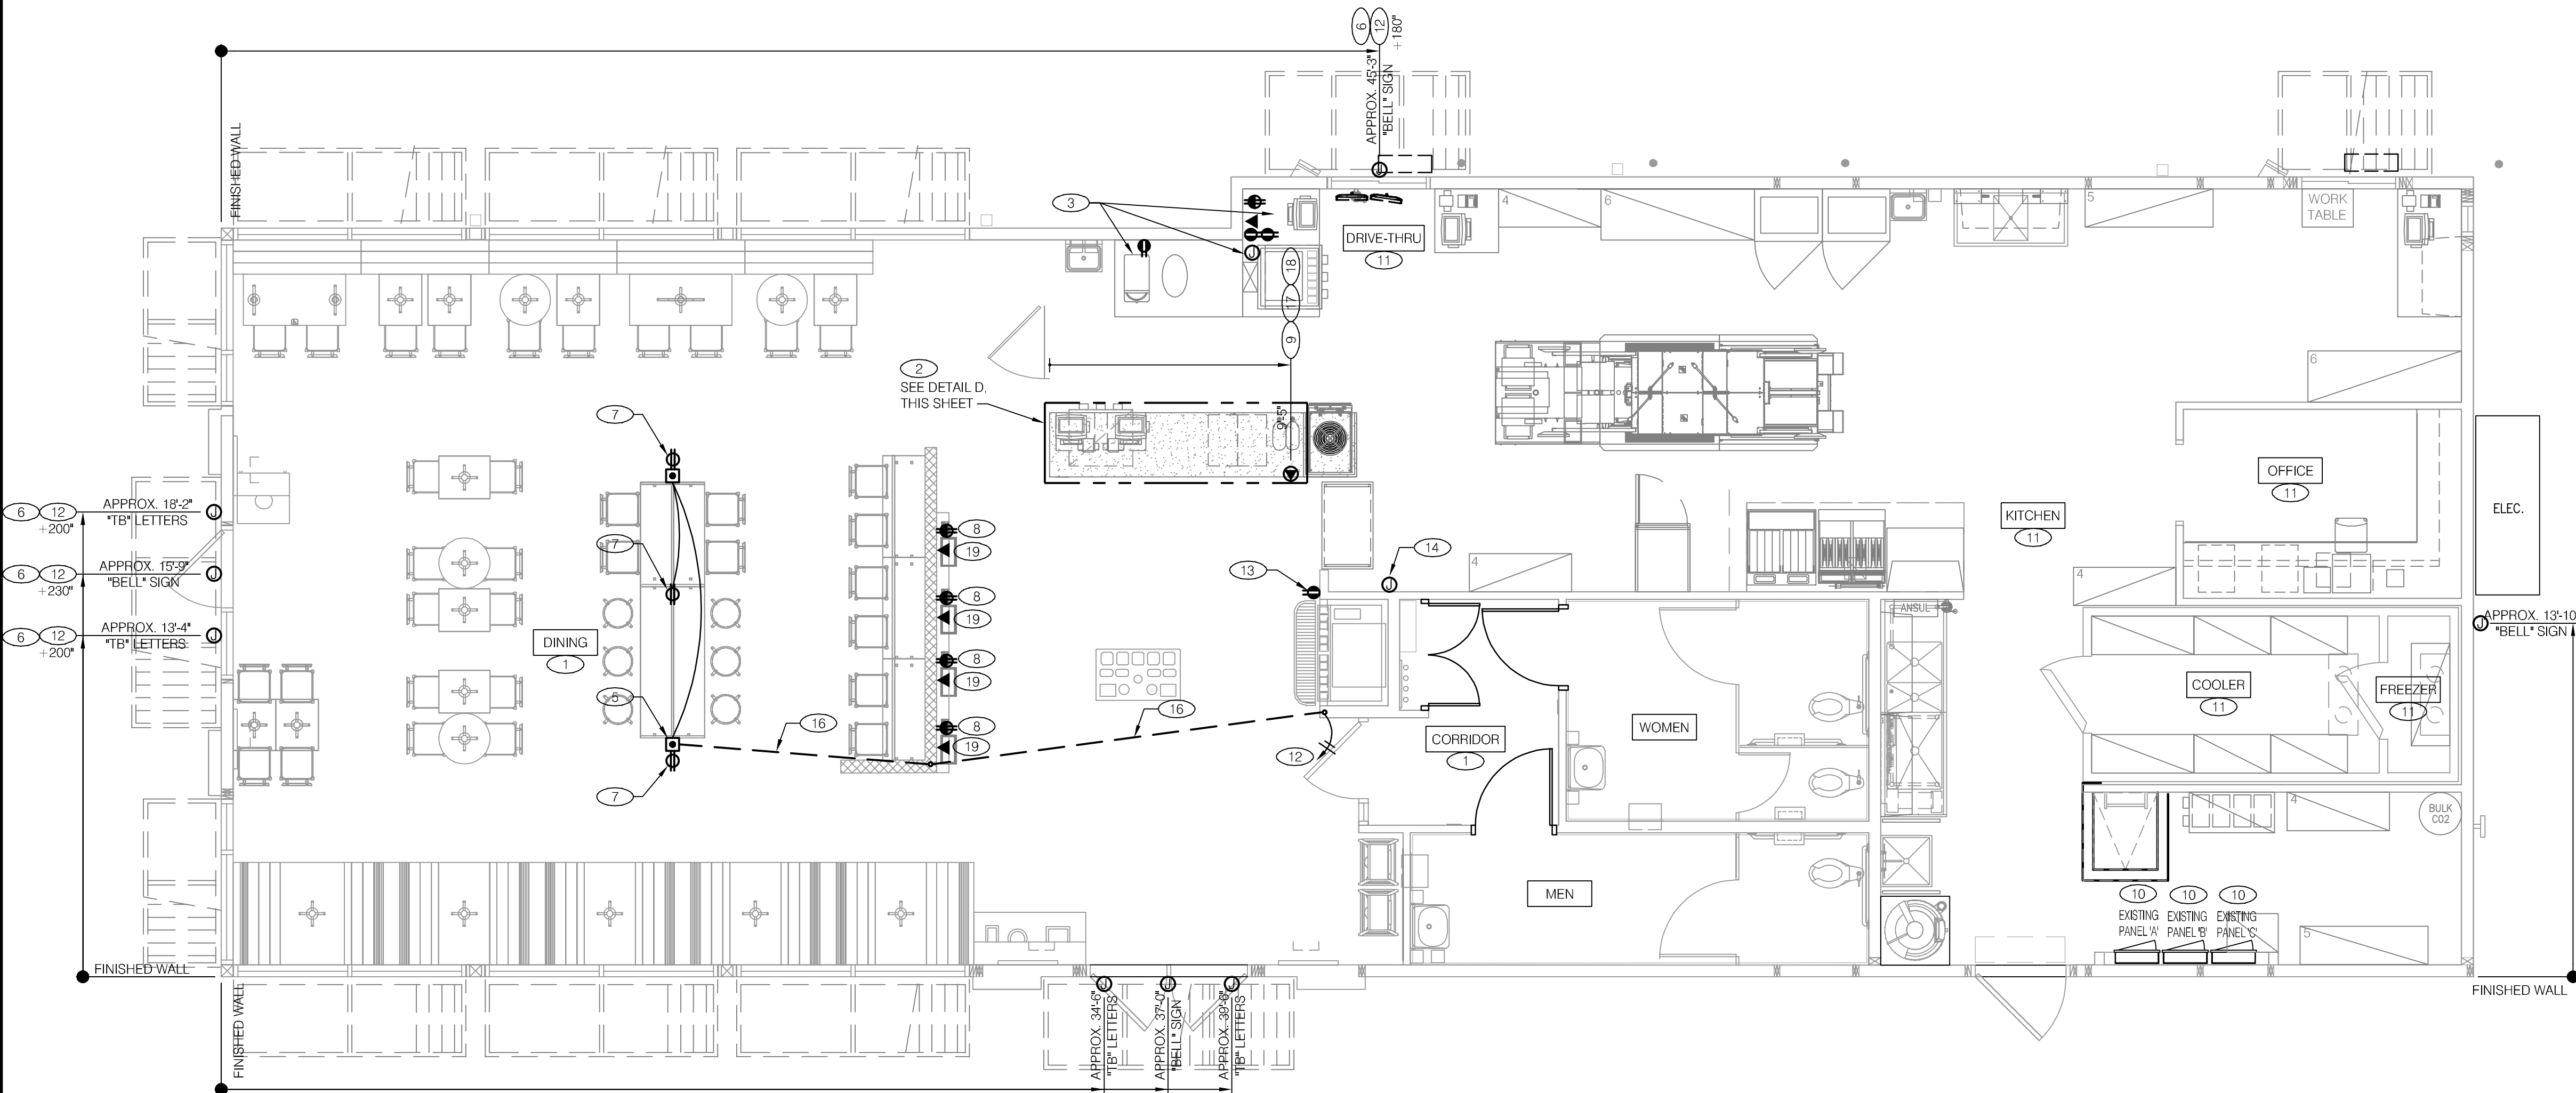 6
12
+180"
APPROX. 45'-3"
"BELL" SIGN
FINISHED WALL
3
DRIVE-THRU
11
4
6
5
WORK
TABLE
18
17
9
9'-5"
2
SEE DETAIL D,
THIS SHEET
6
7
OFFICE
11
ELEC.
6
12
APPROX. 18'-2"
"TB" LETTERS
+200"
8
19
KITCHEN
11
14
13
4
4
7
6
12
APPROX. 15'-9"
"BELL" SIGN
+230"
8
19
ANSUL
6
12
APPROX. 13'-4"
"TB" LETTERS
+200"
DINING
1
8
19
APPROX. 13'-10
"BELL" SIGN
COOLER
11
FREEZER
11
5
16
16
8
19
12
CORRIDOR
1
WOMEN
7
4
BULK
CO2
MEN
10
10
10
EXISTING
PANEL 'A'
EXISTING
PANEL 'B'
EXISTING
PANEL 'C'
5
FINISHED WALL
FINISHED WALL
FINISHED WALL
APPROX. 34'-6"
"TB" LETTERS
APPROX. 37'-0"
"BELL" SIGN
APPROX. 39'-6"
"TB" LETTERS